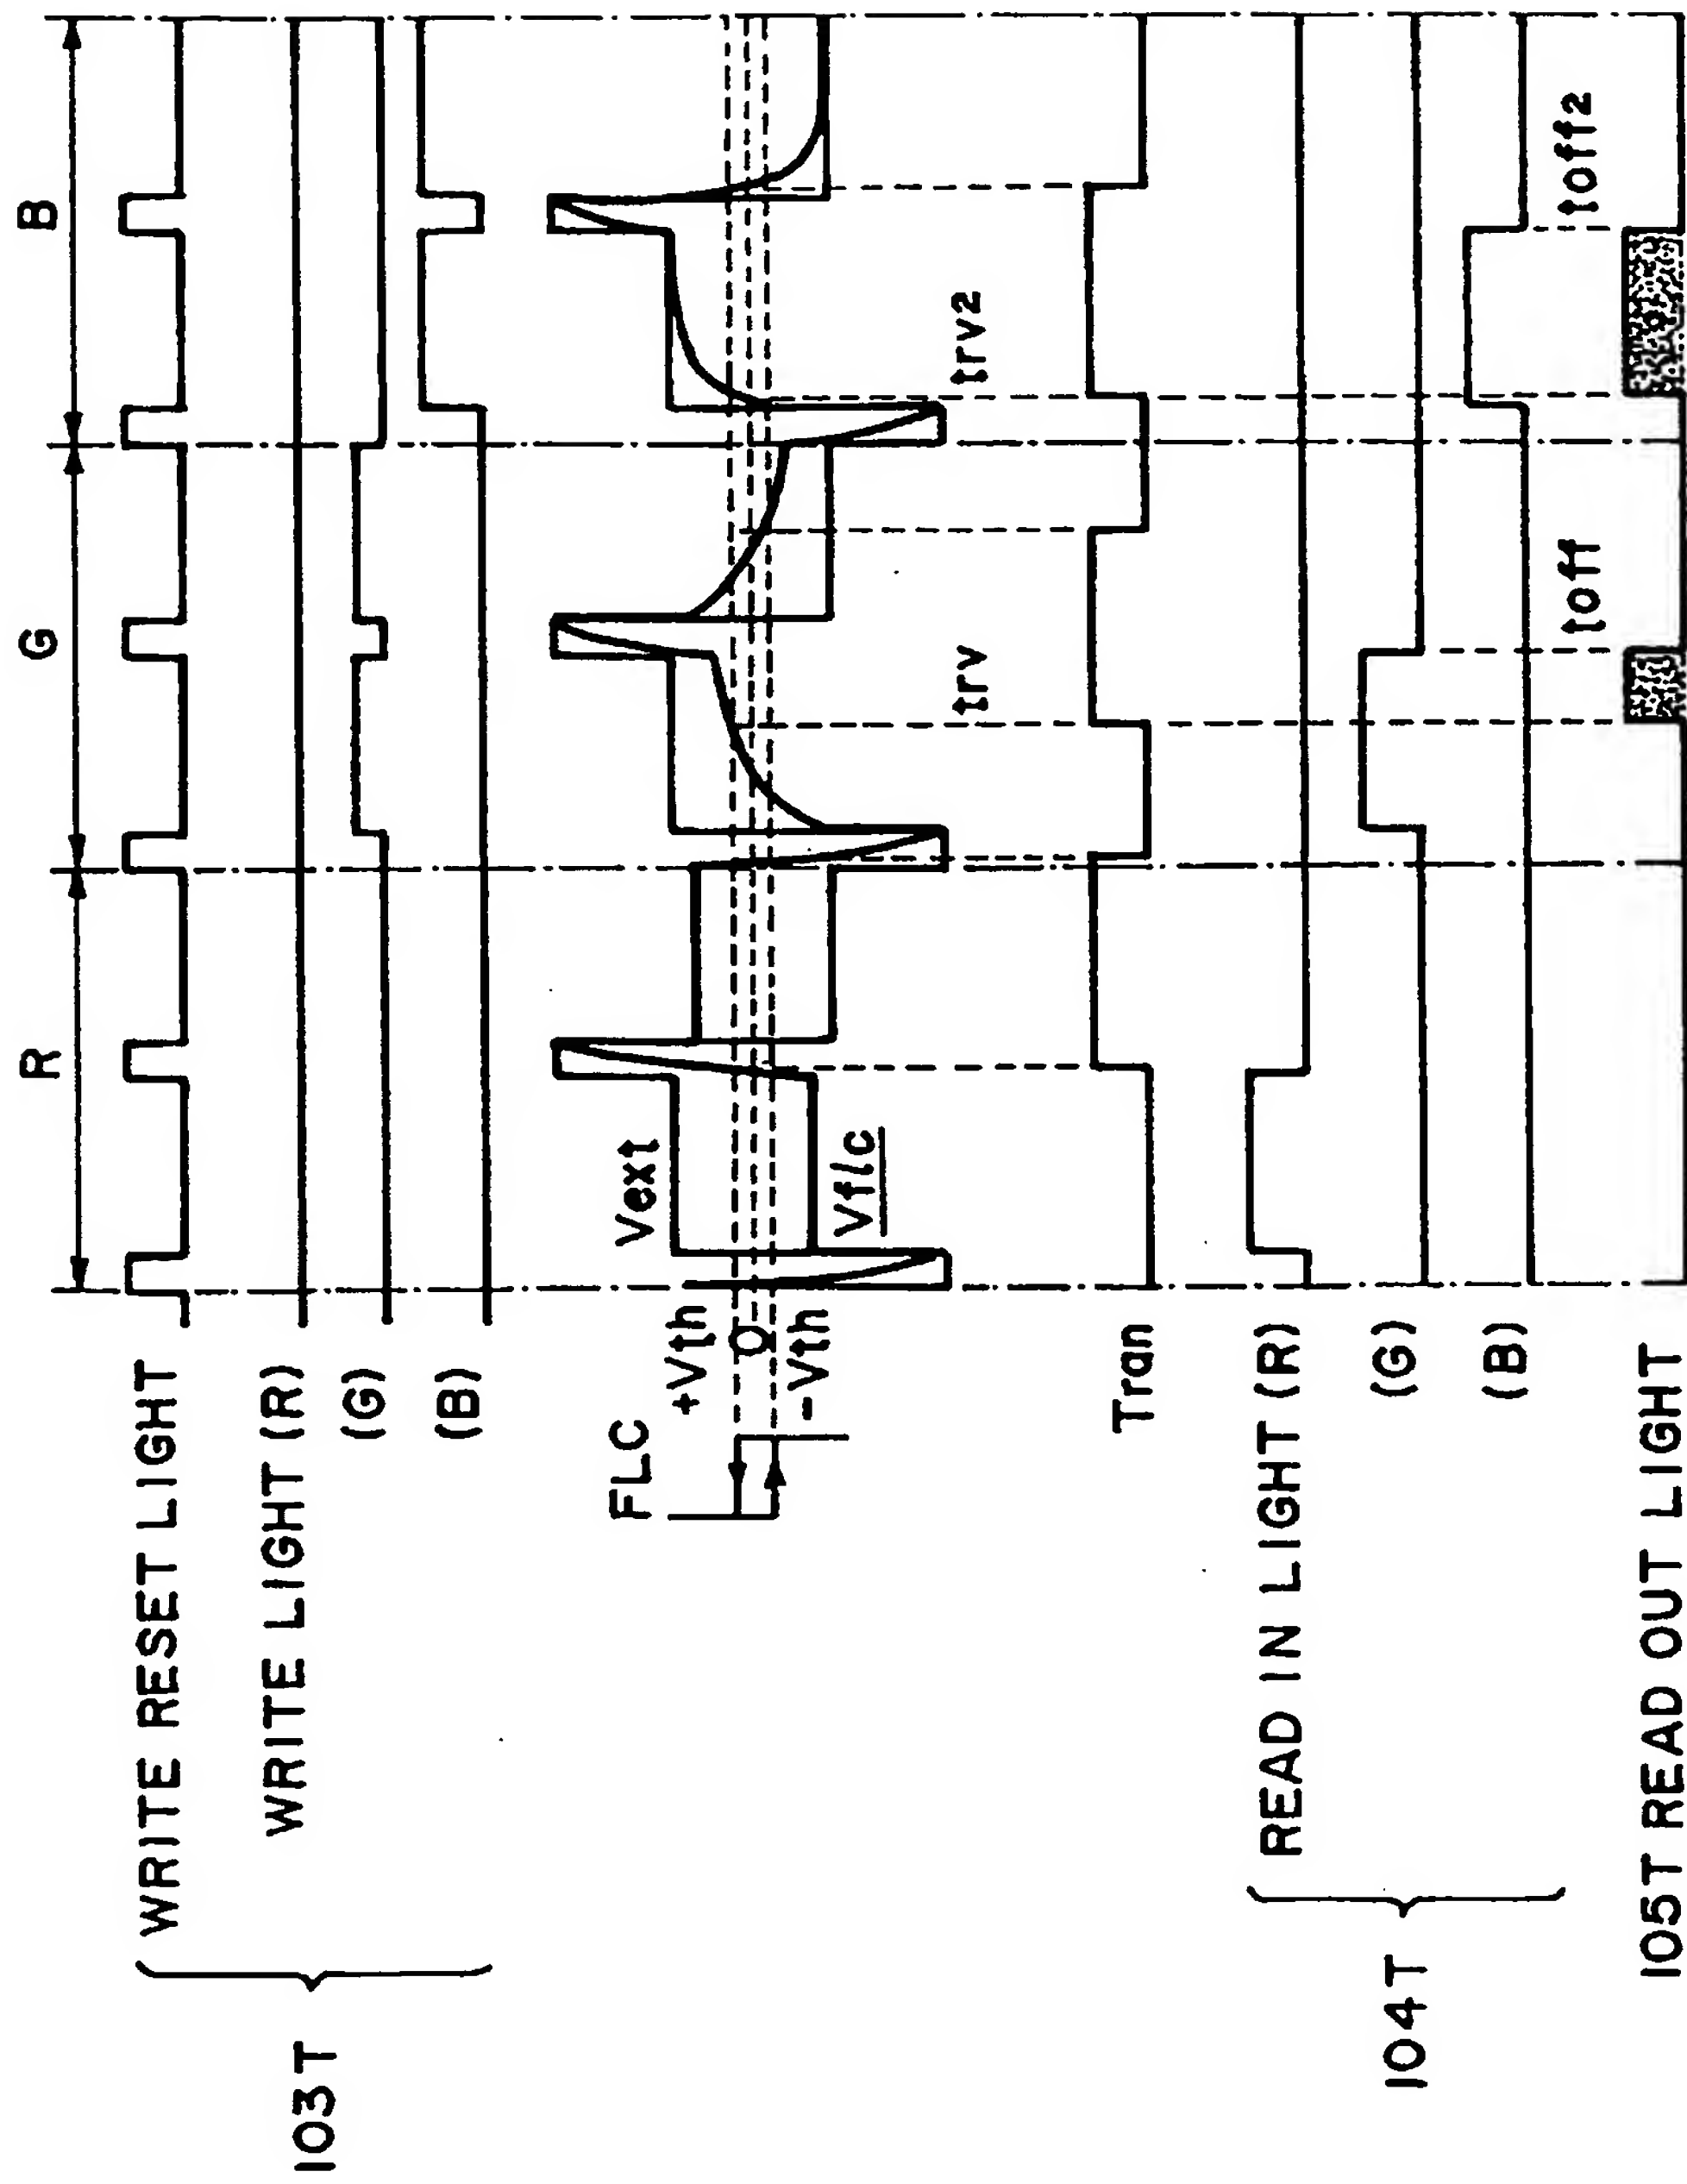 R G B
103T
WRITE RESET LIGHT
WRITE LIGHT (R)
(G)
(B)
FLC
+Vth
O
-Vth
Vext
Vflc
trv
trv2
Tran
104T
READ IN LIGHT (R)
(G)
(B)
toff
toff2
105T READ OUT LIGHT